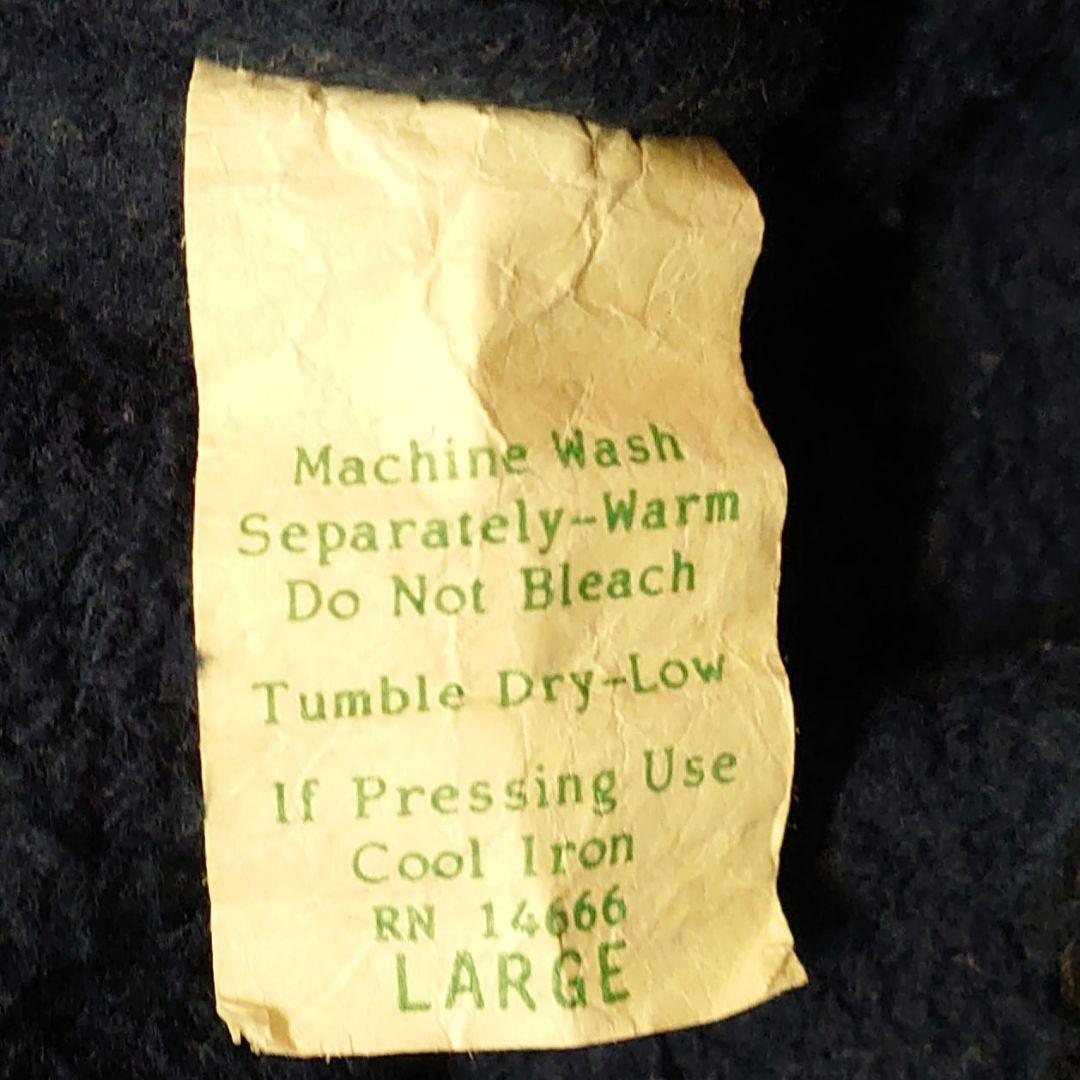 Machine Wash
Separately-Warm
Do Not Bleach
Tumble Dry-Low
If Pressing Use
Cool Iron
RN 14666
LARGE